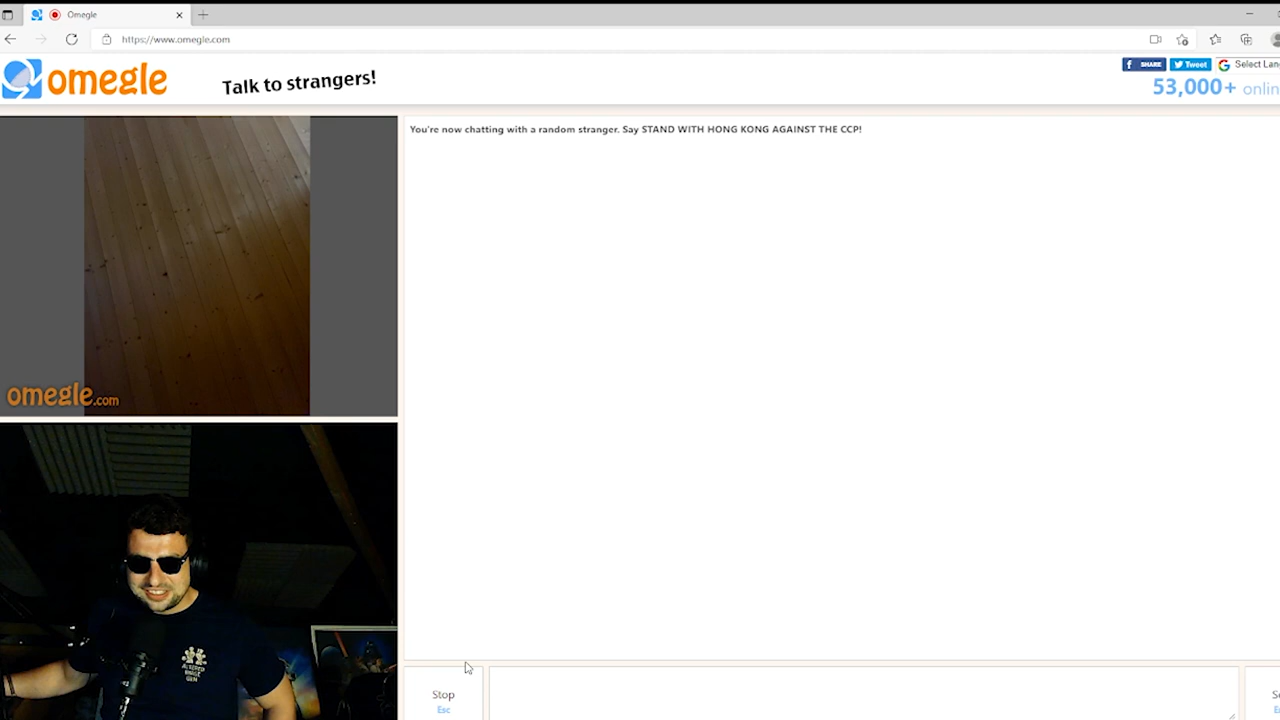 Omegle
https://www.omegle.com
omegle
Talk to strangers!
SHARE
Tweet
Select Lan
53,000+ onlin
You're now chatting with a random stranger. Say STAND WITH HONG KONG AGAINST THE CCP!
omegle.com
Stop
Esc